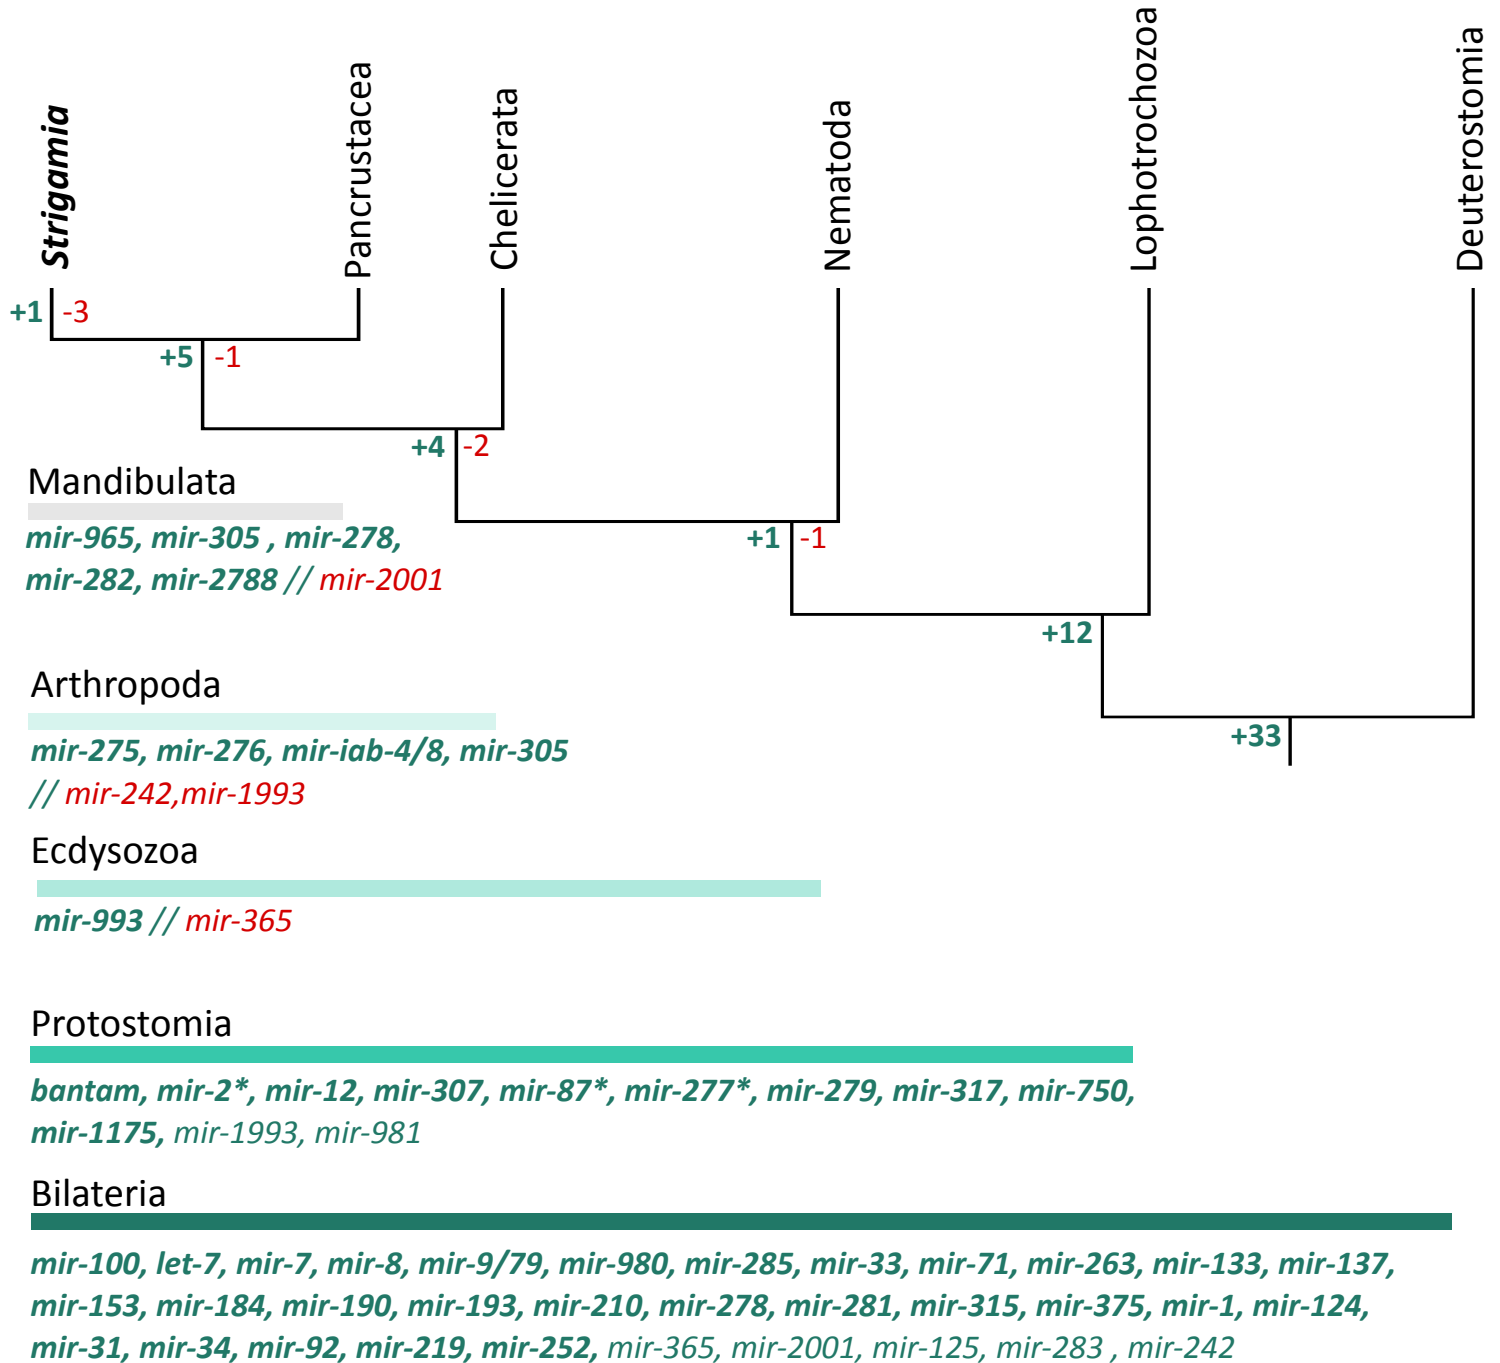 Strigamia
Pancrustacea
Chelicerata
Nematoda
Lophotrochozoa
Deuterostomia
+1 -3
+5 -1
+4 -2
+1 -1
+12
+33
Mandibulata
mir-965, mir-305 , mir-278,
mir-282, mir-2788 // mir-2001
Arthropoda
mir-275, mir-276, mir-iab-4/8, mir-305
// mir-242,mir-1993
Ecdysozoa
mir-993 // mir-365
Protostomia
bantam, mir-2*, mir-12, mir-307, mir-87*, mir-277*, mir-279, mir-317, mir-750,
mir-1175, mir-1993, mir-981
Bilateria
mir-100, let-7, mir-7, mir-8, mir-9/79, mir-980, mir-285, mir-33, mir-71, mir-263, mir-133, mir-137,
mir-153, mir-184, mir-190, mir-193, mir-210, mir-278, mir-281, mir-315, mir-375, mir-1, mir-124,
mir-31, mir-34, mir-92, mir-219, mir-252, mir-365, mir-2001, mir-125, mir-283 , mir-242